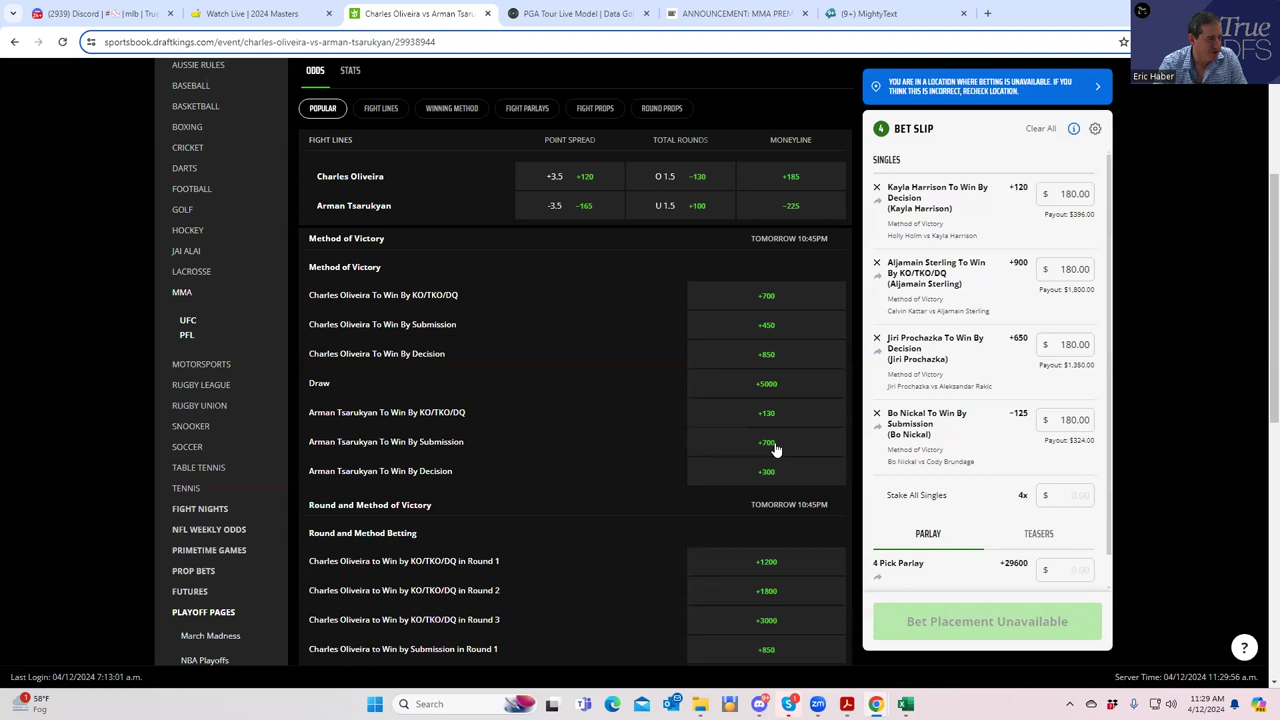 (2939) Discord | #🏻 | mlb | Truc
Watch Live | 2024 Masters
Charles Oliveira vs Arman Tsaru
PGA Tour Live Model | Data Gol
ANNOUNCEMENT: MMA PREM
(9+) MightyText
sportsbook.draftkings.com/event/charles-oliveira-vs-arman-tsarukyan/29938944
Eric Haber
True
DFS
AUSSIE RULES
BASEBALL
BASKETBALL
BOXING
CRICKET
DARTS
FOOTBALL
GOLF
HOCKEY
JAI ALAI
LACROSSE
MMA
UFC
PFL
MOTORSPORTS
RUGBY LEAGUE
RUGBY UNION
SNOOKER
SOCCER
TABLE TENNIS
TENNIS
FIGHT NIGHTS
NFL WEEKLY ODDS
PRIMETIME GAMES
PROP BETS
FUTURES
PLAYOFF PAGES
March Madness
NBA Playoffs
ODDS STATS
POPULAR FIGHT LINES WINNING METHOD FIGHT PARLAYS FIGHT PROPS ROUND PROPS
FIGHT LINES POINT SPREAD TOTAL ROUNDS MONEYLINE
Charles Oliveira +3.5 +120 O 1.5 −130 +185
Arman Tsarukyan -3.5 −165 U 1.5 +100 −225
Method of Victory TOMORROW 10:45PM
Method of Victory
Charles Oliveira To Win By KO/TKO/DQ +700
Charles Oliveira To Win By Submission +450
Charles Oliveira To Win By Decision +850
Draw +5000
Arman Tsarukyan To Win By KO/TKO/DQ +130
Arman Tsarukyan To Win By Submission +700
Arman Tsarukyan To Win By Decision +300
Round and Method of Victory TOMORROW 10:45PM
Round and Method Betting
Charles Oliveira to Win by KO/TKO/DQ in Round 1 +1200
Charles Oliveira to Win by KO/TKO/DQ in Round 2 +1800
Charles Oliveira to Win by KO/TKO/DQ in Round 3 +3000
Charles Oliveira to Win by Submission in Round 1 +850
YOU ARE IN A LOCATION WHERE BETTING IS UNAVAILABLE. IF YOU
THINK THIS IS INCORRECT, RECHECK LOCATION.
4 BET SLIP Clear All
SINGLES
Kayla Harrison To Win By +120 $ 180.00
Decision
(Kayla Harrison) Payout: $396.00
Method of Victory
Holly Holm vs Kayla Harrison
Aljamain Sterling To Win +900 $ 180.00
By KO/TKO/DQ
(Aljamain Sterling) Payout: $1,800.00
Method of Victory
Calvin Kattar vs Aljamain Sterling
Jiri Prochazka To Win By +650 $ 180.00
Decision
(Jiri Prochazka) Payout: $1,350.00
Method of Victory
Jiri Prochazka vs Aleksandar Rakic
Bo Nickal To Win By −125 $ 180.00
Submission
(Bo Nickal) Payout: $324.00
Method of Victory
Bo Nickal vs Cody Brundage
Stake All Singles 4x $ 0.00
PARLAY TEASERS
4 Pick Parlay +29600 $ 0.00
Bet Placement Unavailable
?
Last Login: 04/12/2024 7:13:01 a.m. Server Time: 04/12/2024 11:29:56 a.m.
58°F
Fog
Search
11:29 AM
4/12/2024